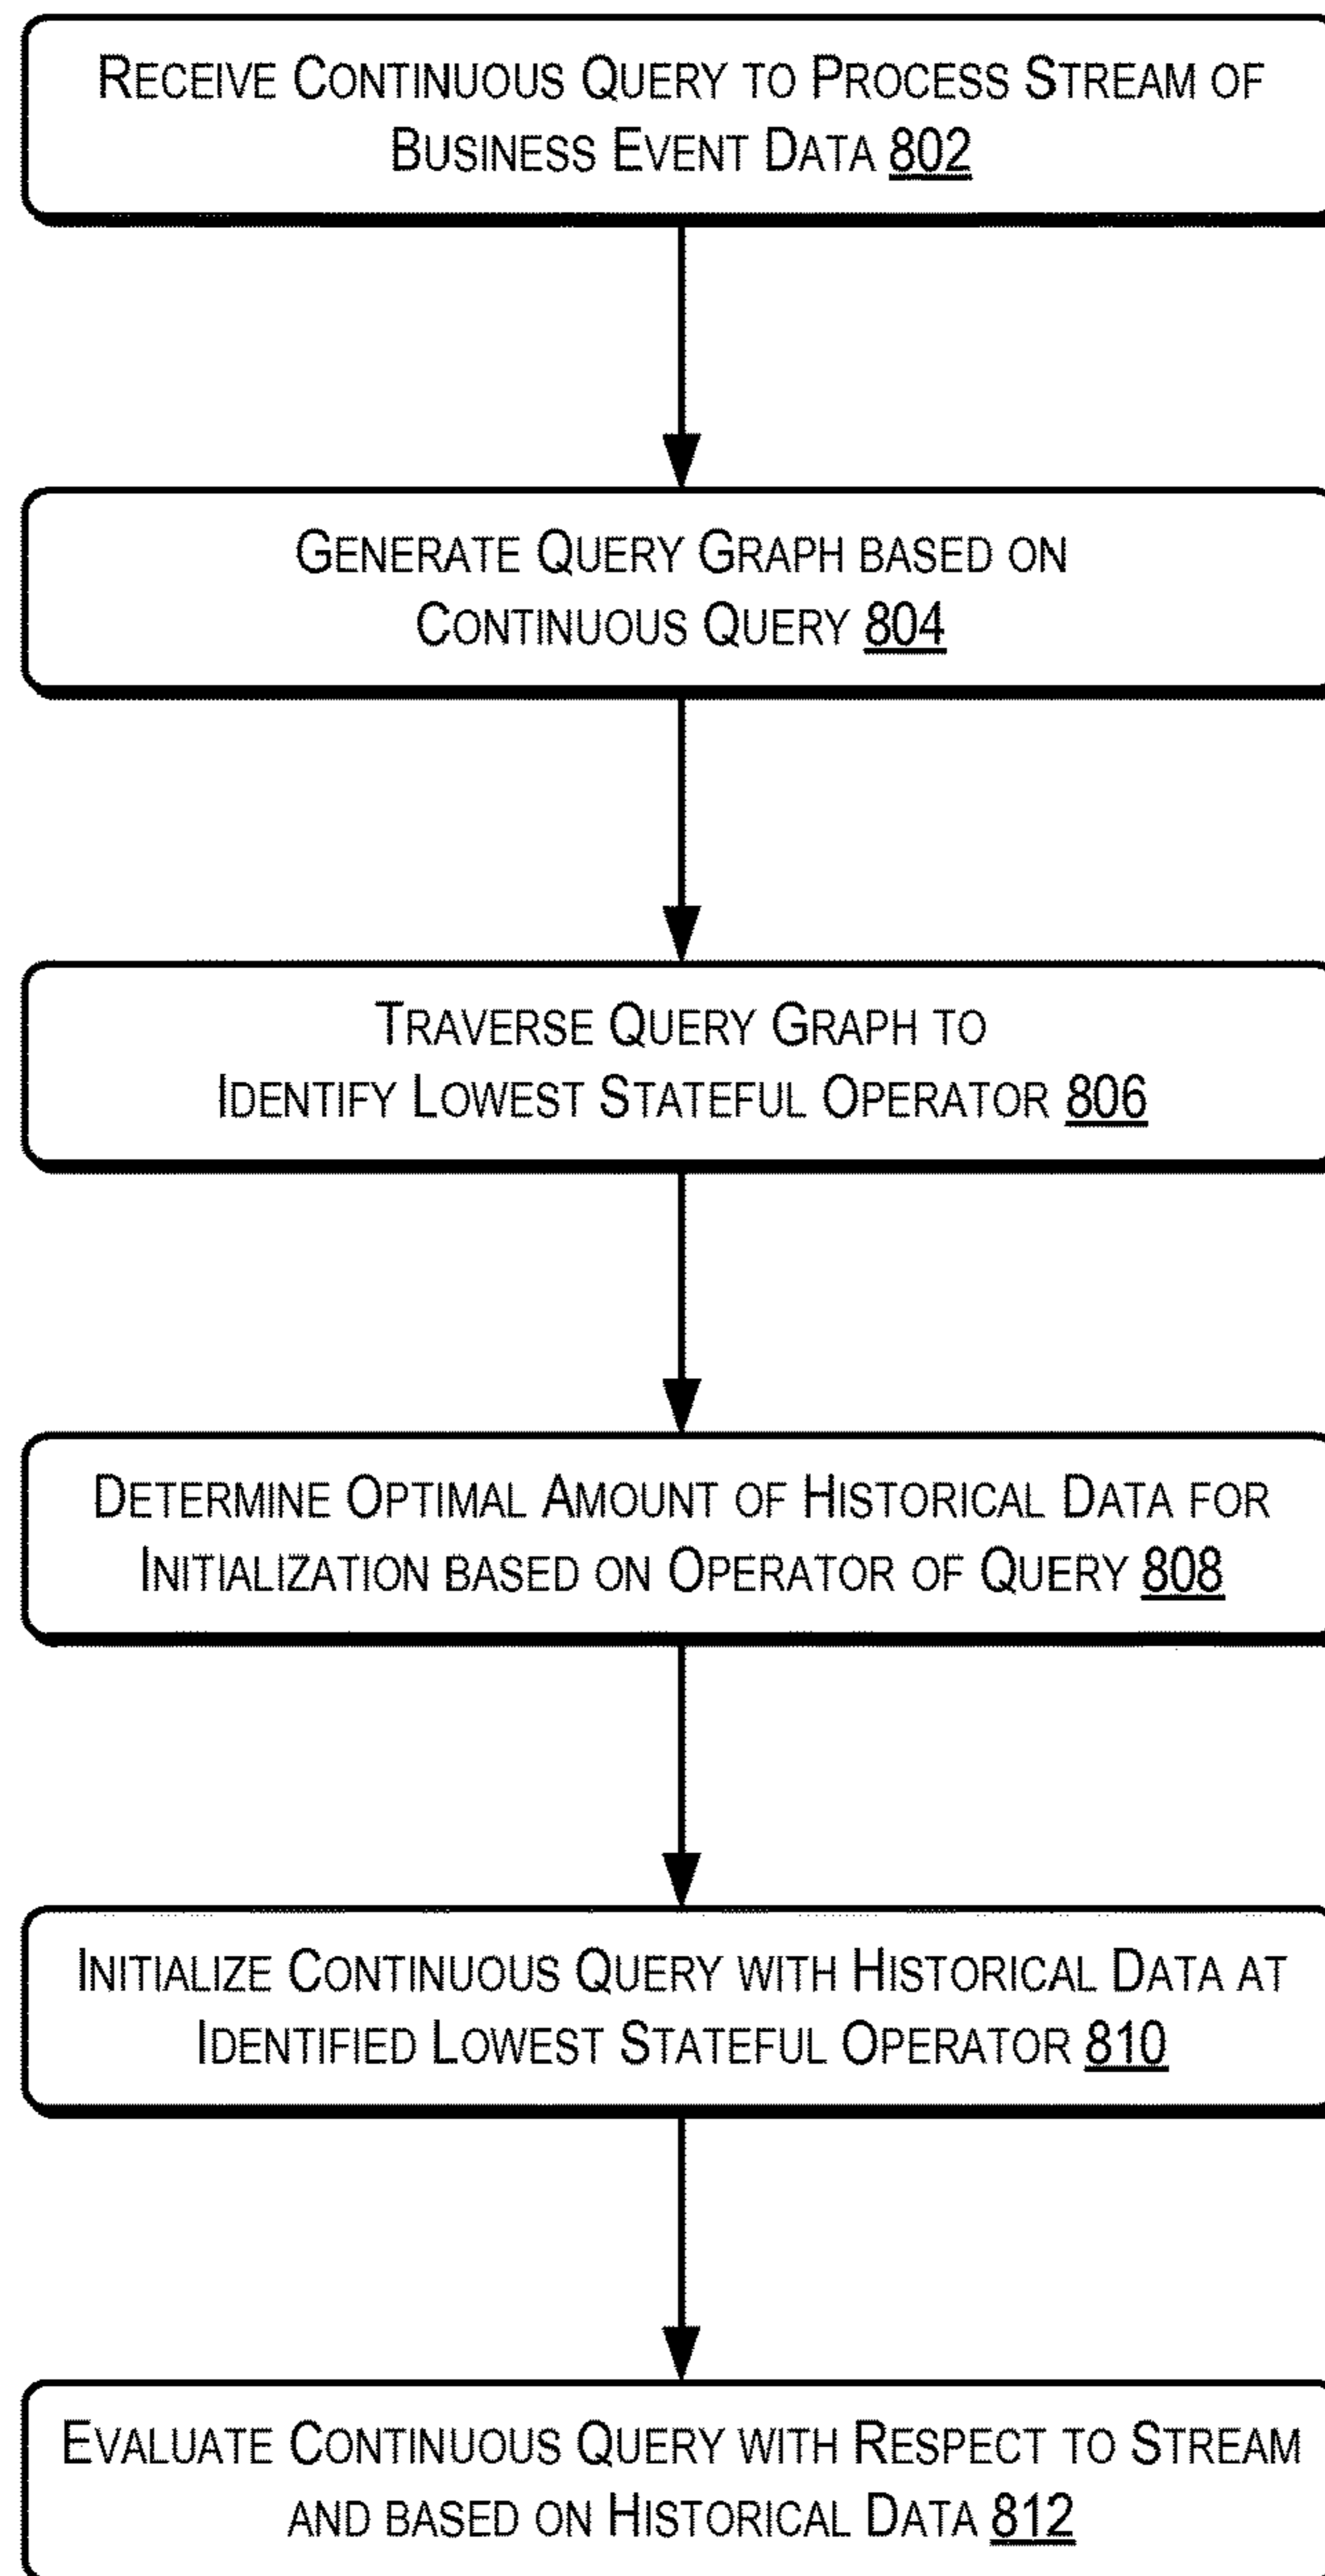 RECEIVE CONTINUOUS QUERY TO PROCESS STREAM OF
BUSINESS EVENT DATA 802
GENERATE QUERY GRAPH BASED ON
CONTINUOUS QUERY 804
TRAVERSE QUERY GRAPH TO
IDENTIFY LOWEST STATEFUL OPERATOR 806
DETERMINE OPTIMAL AMOUNT OF HISTORICAL DATA FOR
INITIALIZATION BASED ON OPERATOR OF QUERY 808
INITIALIZE CONTINUOUS QUERY WITH HISTORICAL DATA AT
IDENTIFIED LOWEST STATEFUL OPERATOR 810
EVALUATE CONTINUOUS QUERY WITH RESPECT TO STREAM
AND BASED ON HISTORICAL DATA 812